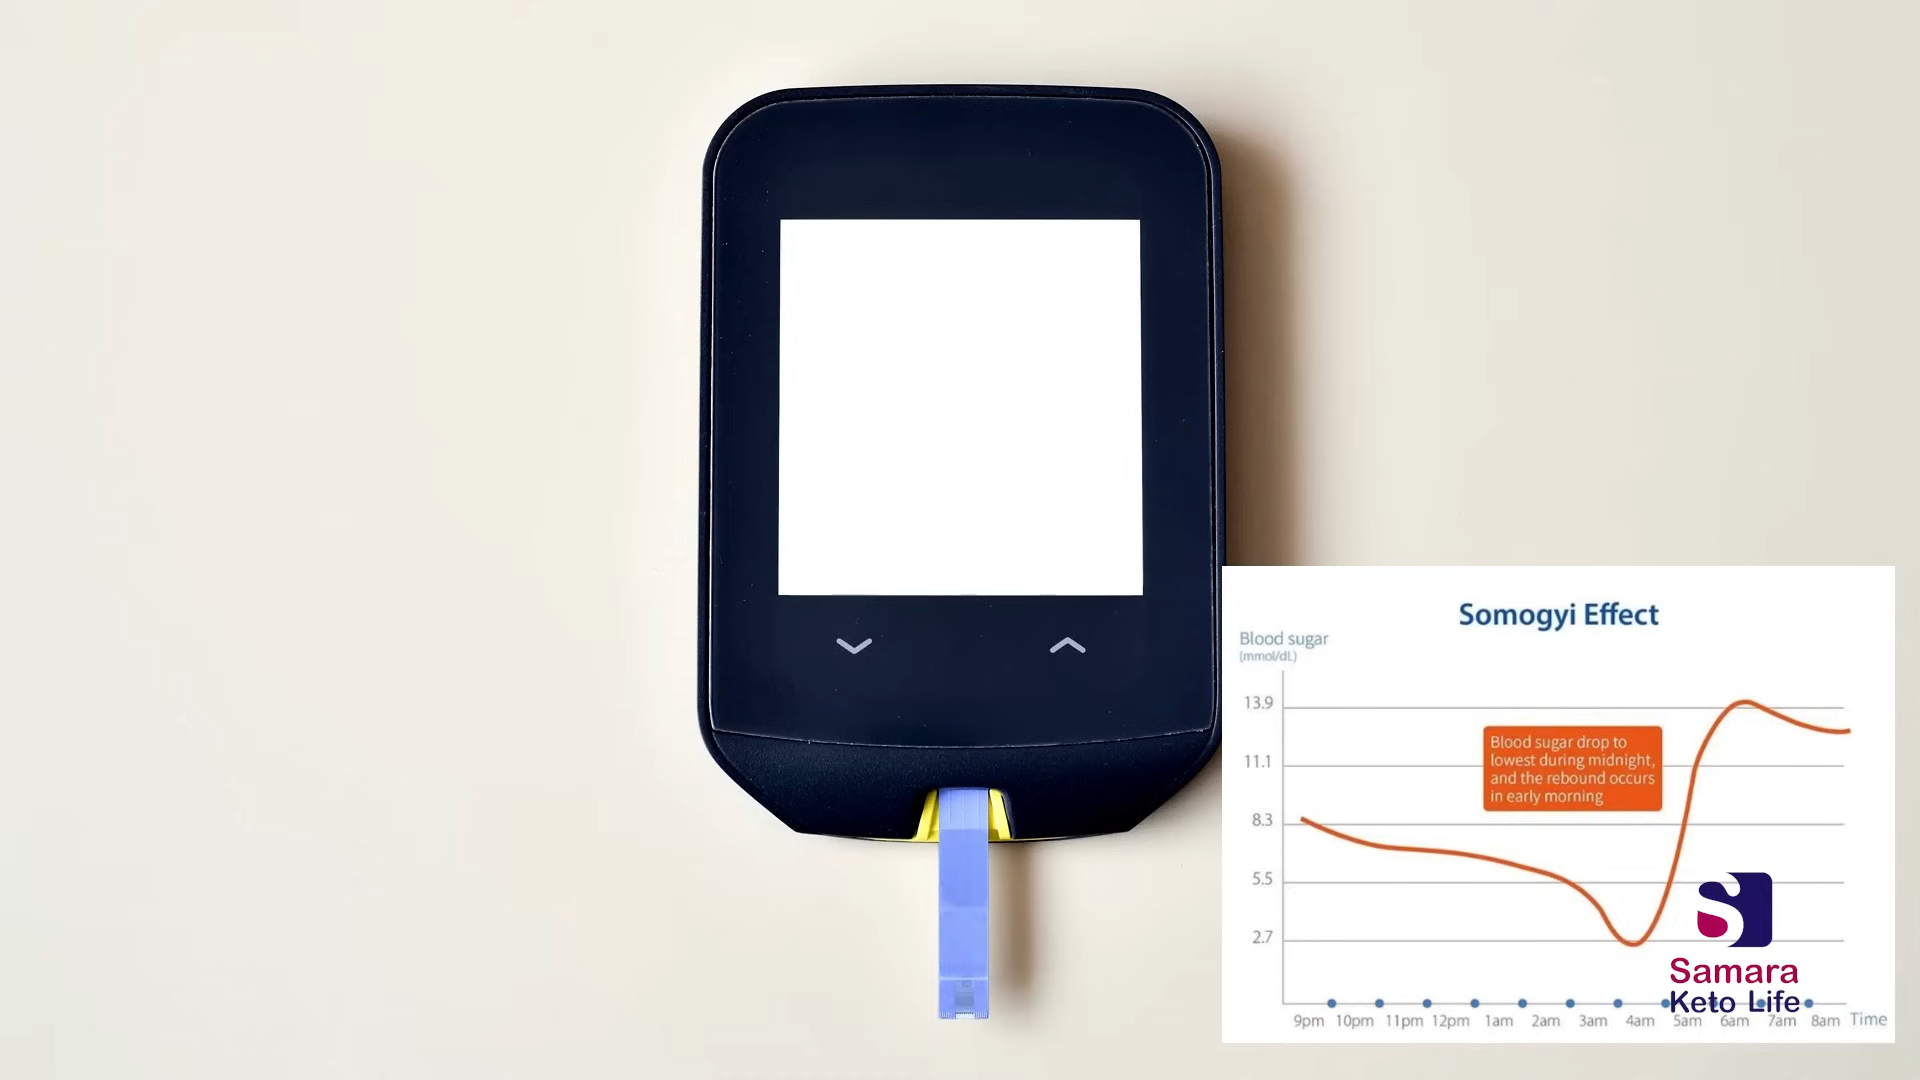 Somogyi Effect
Blood sugar
(mmol/dL)
13.9
11.1
8.3
5.5
2.7
Blood sugar drop to
lowest during midnight,
and the rebound occurs
in early morning
9pm 10pm 11pm 12pm 1am 2am 3am 4am 5am 6am 7am 8am Time
Samara
Keto Life